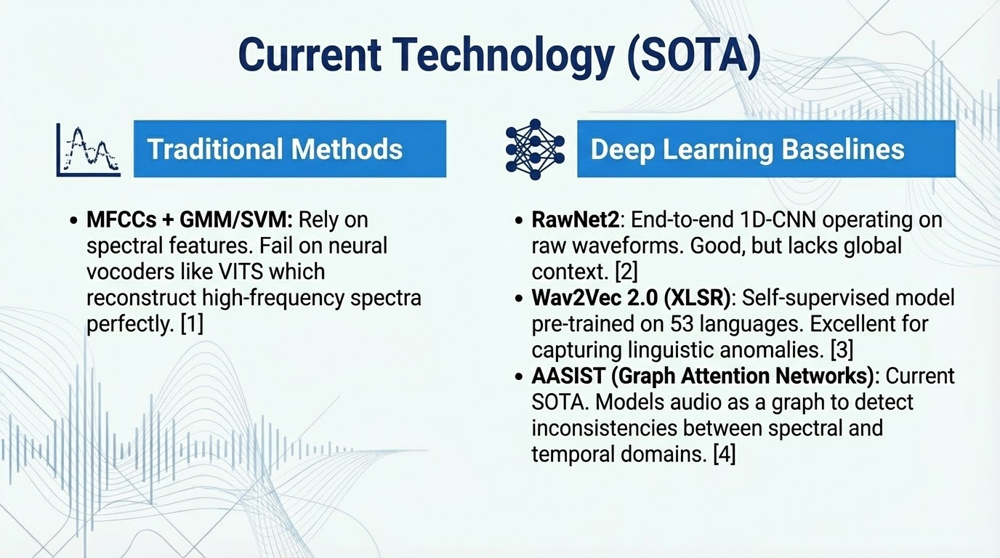 Current Technology (SOTA)
Traditional Methods
• MFCCs + GMM/SVM: Rely on
spectral features. Fail on neural
vocoders like VITS which
reconstruct high-frequency spectra
perfectly. [1]
Deep Learning Baselines
• RawNet2: End-to-end 1D-CNN operating on
raw waveforms. Good, but lacks global
context. [2]
• Wav2Vec 2.0 (XLSR): Self-supervised model
pre-trained on 53 languages. Excellent for
capturing linguistic anomalies. [3]
• AASIST (Graph Attention Networks): Current
SOTA. Models audio as a graph to detect
inconsistencies between spectral and
temporal domains. [4]